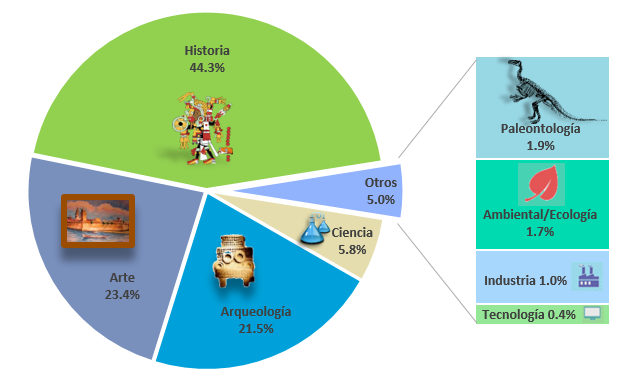 Historia
44.3%
Otros
5.0%
Ciencia
5.8%
Arqueología
21.5%
Arte
23.4%
Paleontología
1.9%
Ambiental/Ecología
1.7%
Industria 1.0%
Tecnología 0.4%